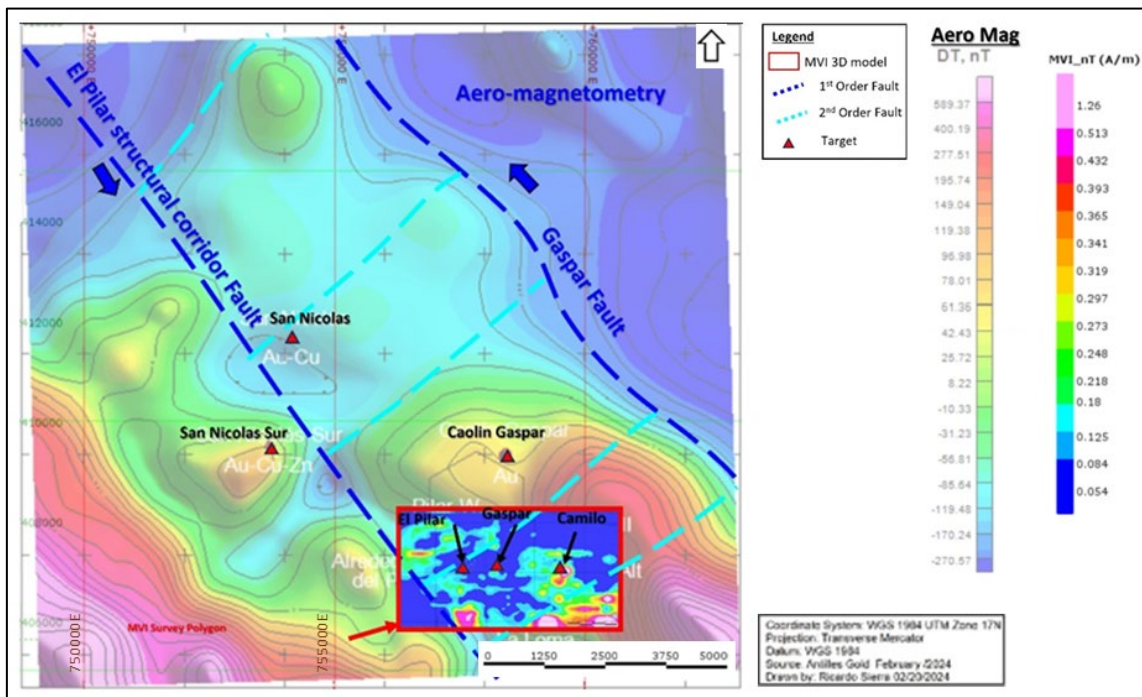 Aero-magnetometry
El Pilar structural corridor Fault
Gaspar Fault
San Nicolas
Au-Cu
San Nicolas Sur
Au-Cu-Zn
Caolin Gaspar
Au
El Pilar
Gaspar
Camilo
MVI Survey Polygon
750000 E
755000 E
416000
414000
412000
410000
408000
0 1250 2500 3750 5000
Legend
MVI 3D model
1st Order Fault
2nd Order Fault
Target
Aero Mag
DT, nT
589.37
400.19
277.51
195.74
149.04
119.38
96.98
78.01
61.36
42.43
25.72
8.22
-10.33
-31.23
-56.81
-85.64
-119.48
-170.24
-270.57
MVI_nT (A/m)
1.26
0.513
0.432
0.393
0.365
0.341
0.319
0.297
0.273
0.248
0.218
0.18
0.125
0.084
0.054
Coordinate System: WGS 1984 UTM Zone 17N
Projection: Transverse Mercator
Datum: WGS 1984
Source: Antilles Gold February /2024
Drawn by: Ricardo Sierra 02/20/2024